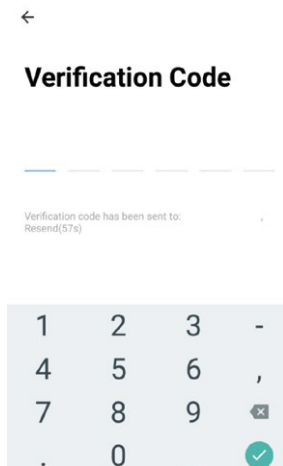 Verification Code
Verification code has been sent to: ,
Resend(57s)
1 2 3 -
4 5 6 ,
7 8 9
. 0